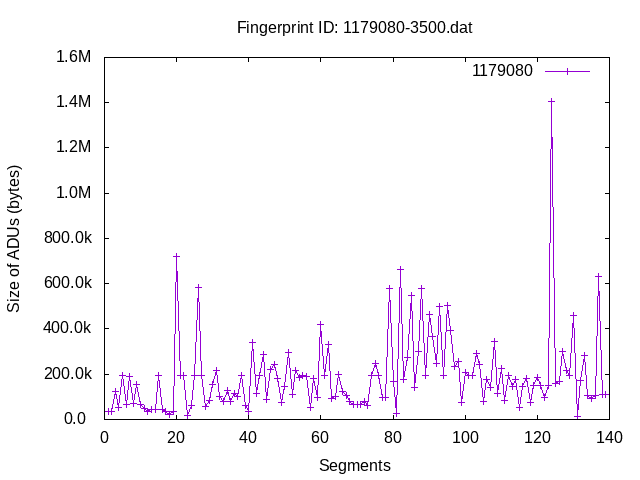 Fingerprint ID: 1179080-3500.dat
1179080
Size of ADUs (bytes)
1.6M
1.4M
1.2M
1.0M
800.0k
600.0k
400.0k
200.0k
0.0
0 20 40 60 80 100 120 140
Segments